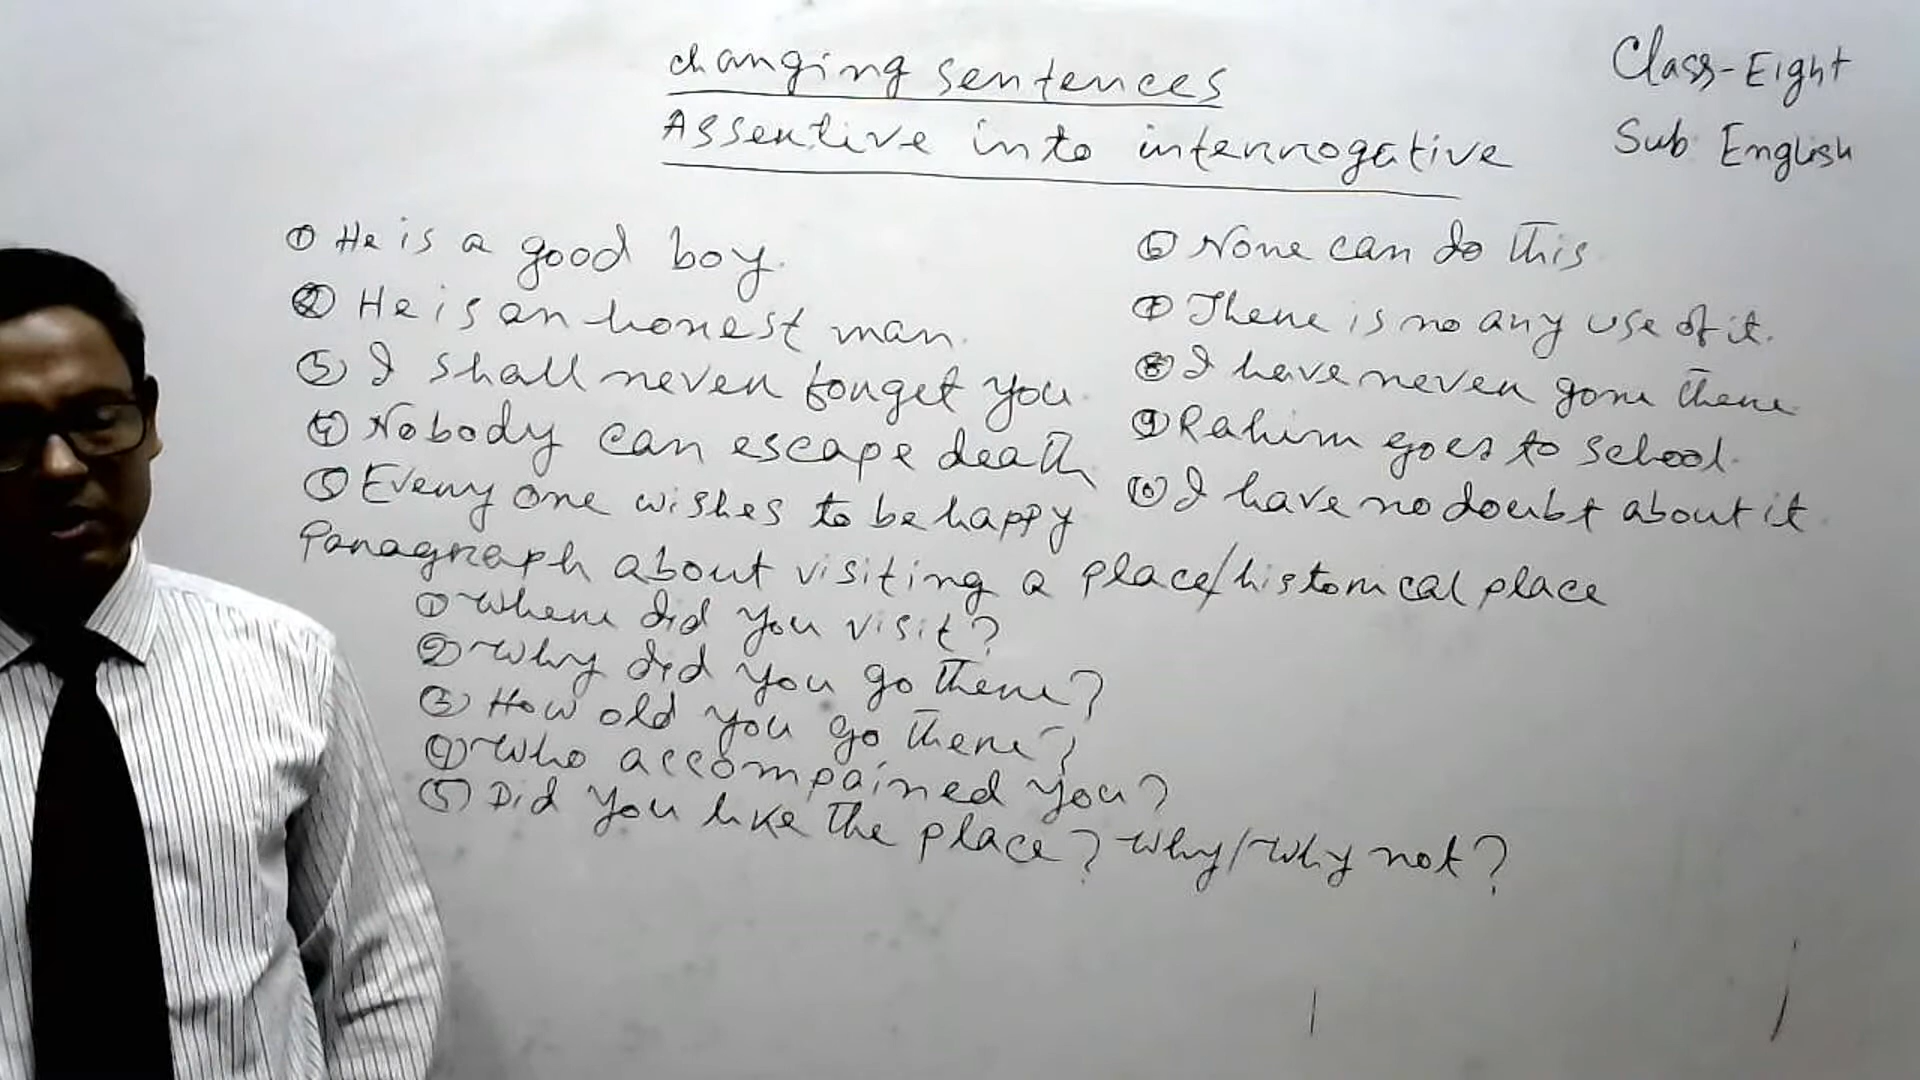 changing sentences
Assertive into interrogative
Class-Eight
Sub English
① He is a good boy.
② He is an honest man.
③ I shall never forget you.
④ Nobody can escape death
⑤ Every one wishes to be happy
⑥ None can do this
⑦ There is no any use of it.
⑧ I have never gone there
⑨ Rahim goes to school.
⑩ I have no doubt about it
Paragraph about visiting a place/historical place
① Where did you visit?
② Why did you go there?
③ How old you go there?
④ Who accompained you?
⑤ Did you like the place? Why/Why not?